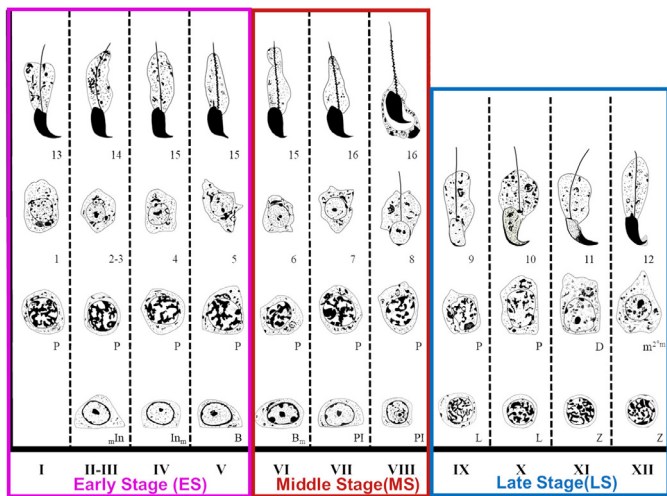 13 14 15 15 15 16 16
1 2-3 4 5 6 7 8 9 10 11 12
P P P P P P P P P D m²°m
mIn Inm B Bm PI PI L L Z Z
I II-III IV V VI VII VIII IX X XI XII
Early Stage (ES) Middle Stage(MS) Late Stage(LS)